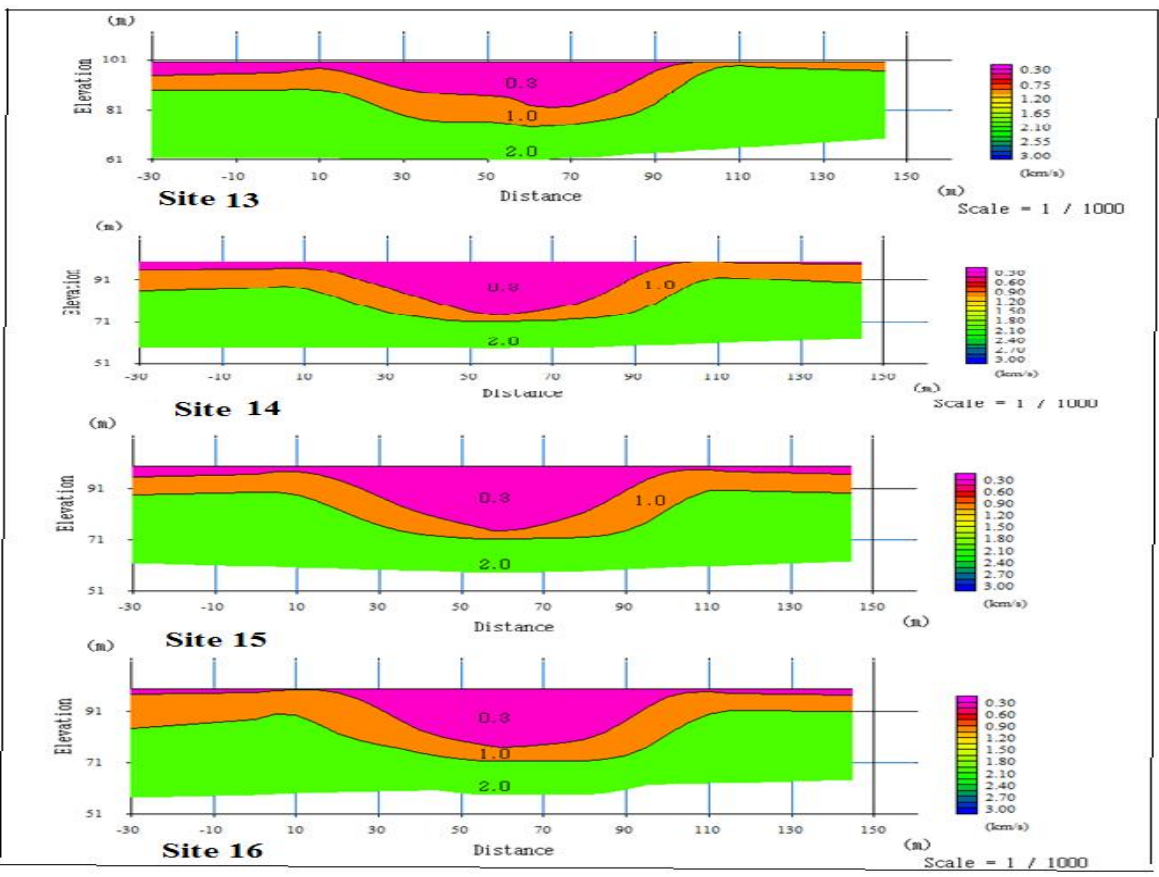 (m)
Elevation
101
81
61
0.3
1.0
2.0
-30 -10 10 30 50 70 90 110 130 150
Distance
(m)
Site 13
Scale = 1 / 1000
0.30
0.75
1.20
1.65
2.10
2.55
3.00
(km/s)
(m)
Elevation
91
71
51
0.3
1.0
2.0
-30 -10 10 30 50 70 90 110 130 150
Distance
(m)
Site 14
Scale = 1 / 1000
0.30
0.60
0.90
1.20
1.50
1.80
2.10
2.40
2.70
3.00
(km/s)
(m)
Elevation
91
71
51
0.3
1.0
2.0
-30 -10 10 30 50 70 90 110 130 150
Distance
(m)
Site 15
0.30
0.60
0.90
1.20
1.50
1.80
2.10
2.40
2.70
3.00
(km/s)
(m)
Elevation
91
71
51
0.3
1.0
2.0
-30 -10 10 30 50 70 90 110 130 150
Distance
(m)
Site 16
Scale = 1 / 1000
0.30
0.60
0.90
1.20
1.50
1.80
2.10
2.40
2.70
3.00
(km/s)